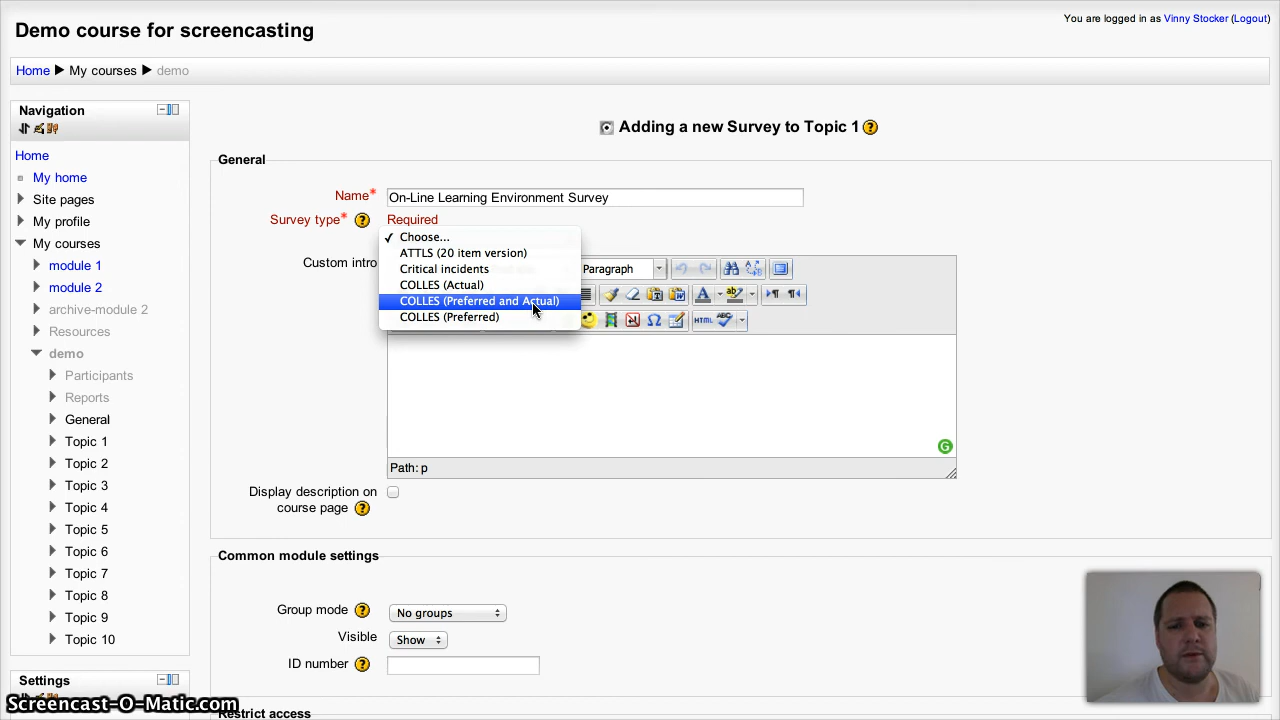 Demo course for screencasting
You are logged in as Vinny Stocker (Logout)
Home ▶ My courses ▶ demo
Navigation
Home
My home
Site pages
My profile
My courses
module 1
module 2
archive-module 2
Resources
demo
Participants
Reports
General
Topic 1
Topic 2
Topic 3
Topic 4
Topic 5
Topic 6
Topic 7
Topic 8
Topic 9
Topic 10
Settings
Adding a new Survey to Topic 1
General
Name* On-Line Learning Environment Survey
Survey type* Required
Choose...
ATTLS (20 item version)
Critical incidents
COLLES (Actual)
COLLES (Preferred and Actual)
COLLES (Preferred)
Custom intro
Paragraph
HTML
Path: p
Display description on
course page
Common module settings
Group mode No groups
Visible Show
ID number
Restrict access
Screencast-O-Matic.com